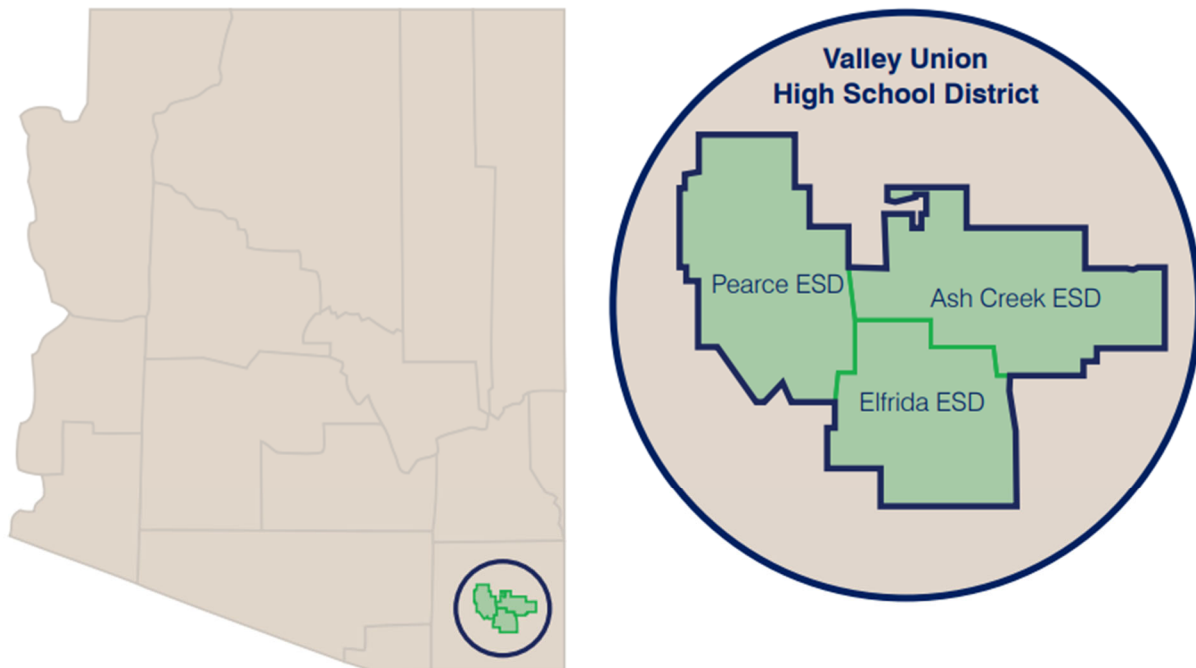 Valley Union
High School District
Pearce ESD
Ash Creek ESD
Elfrida ESD